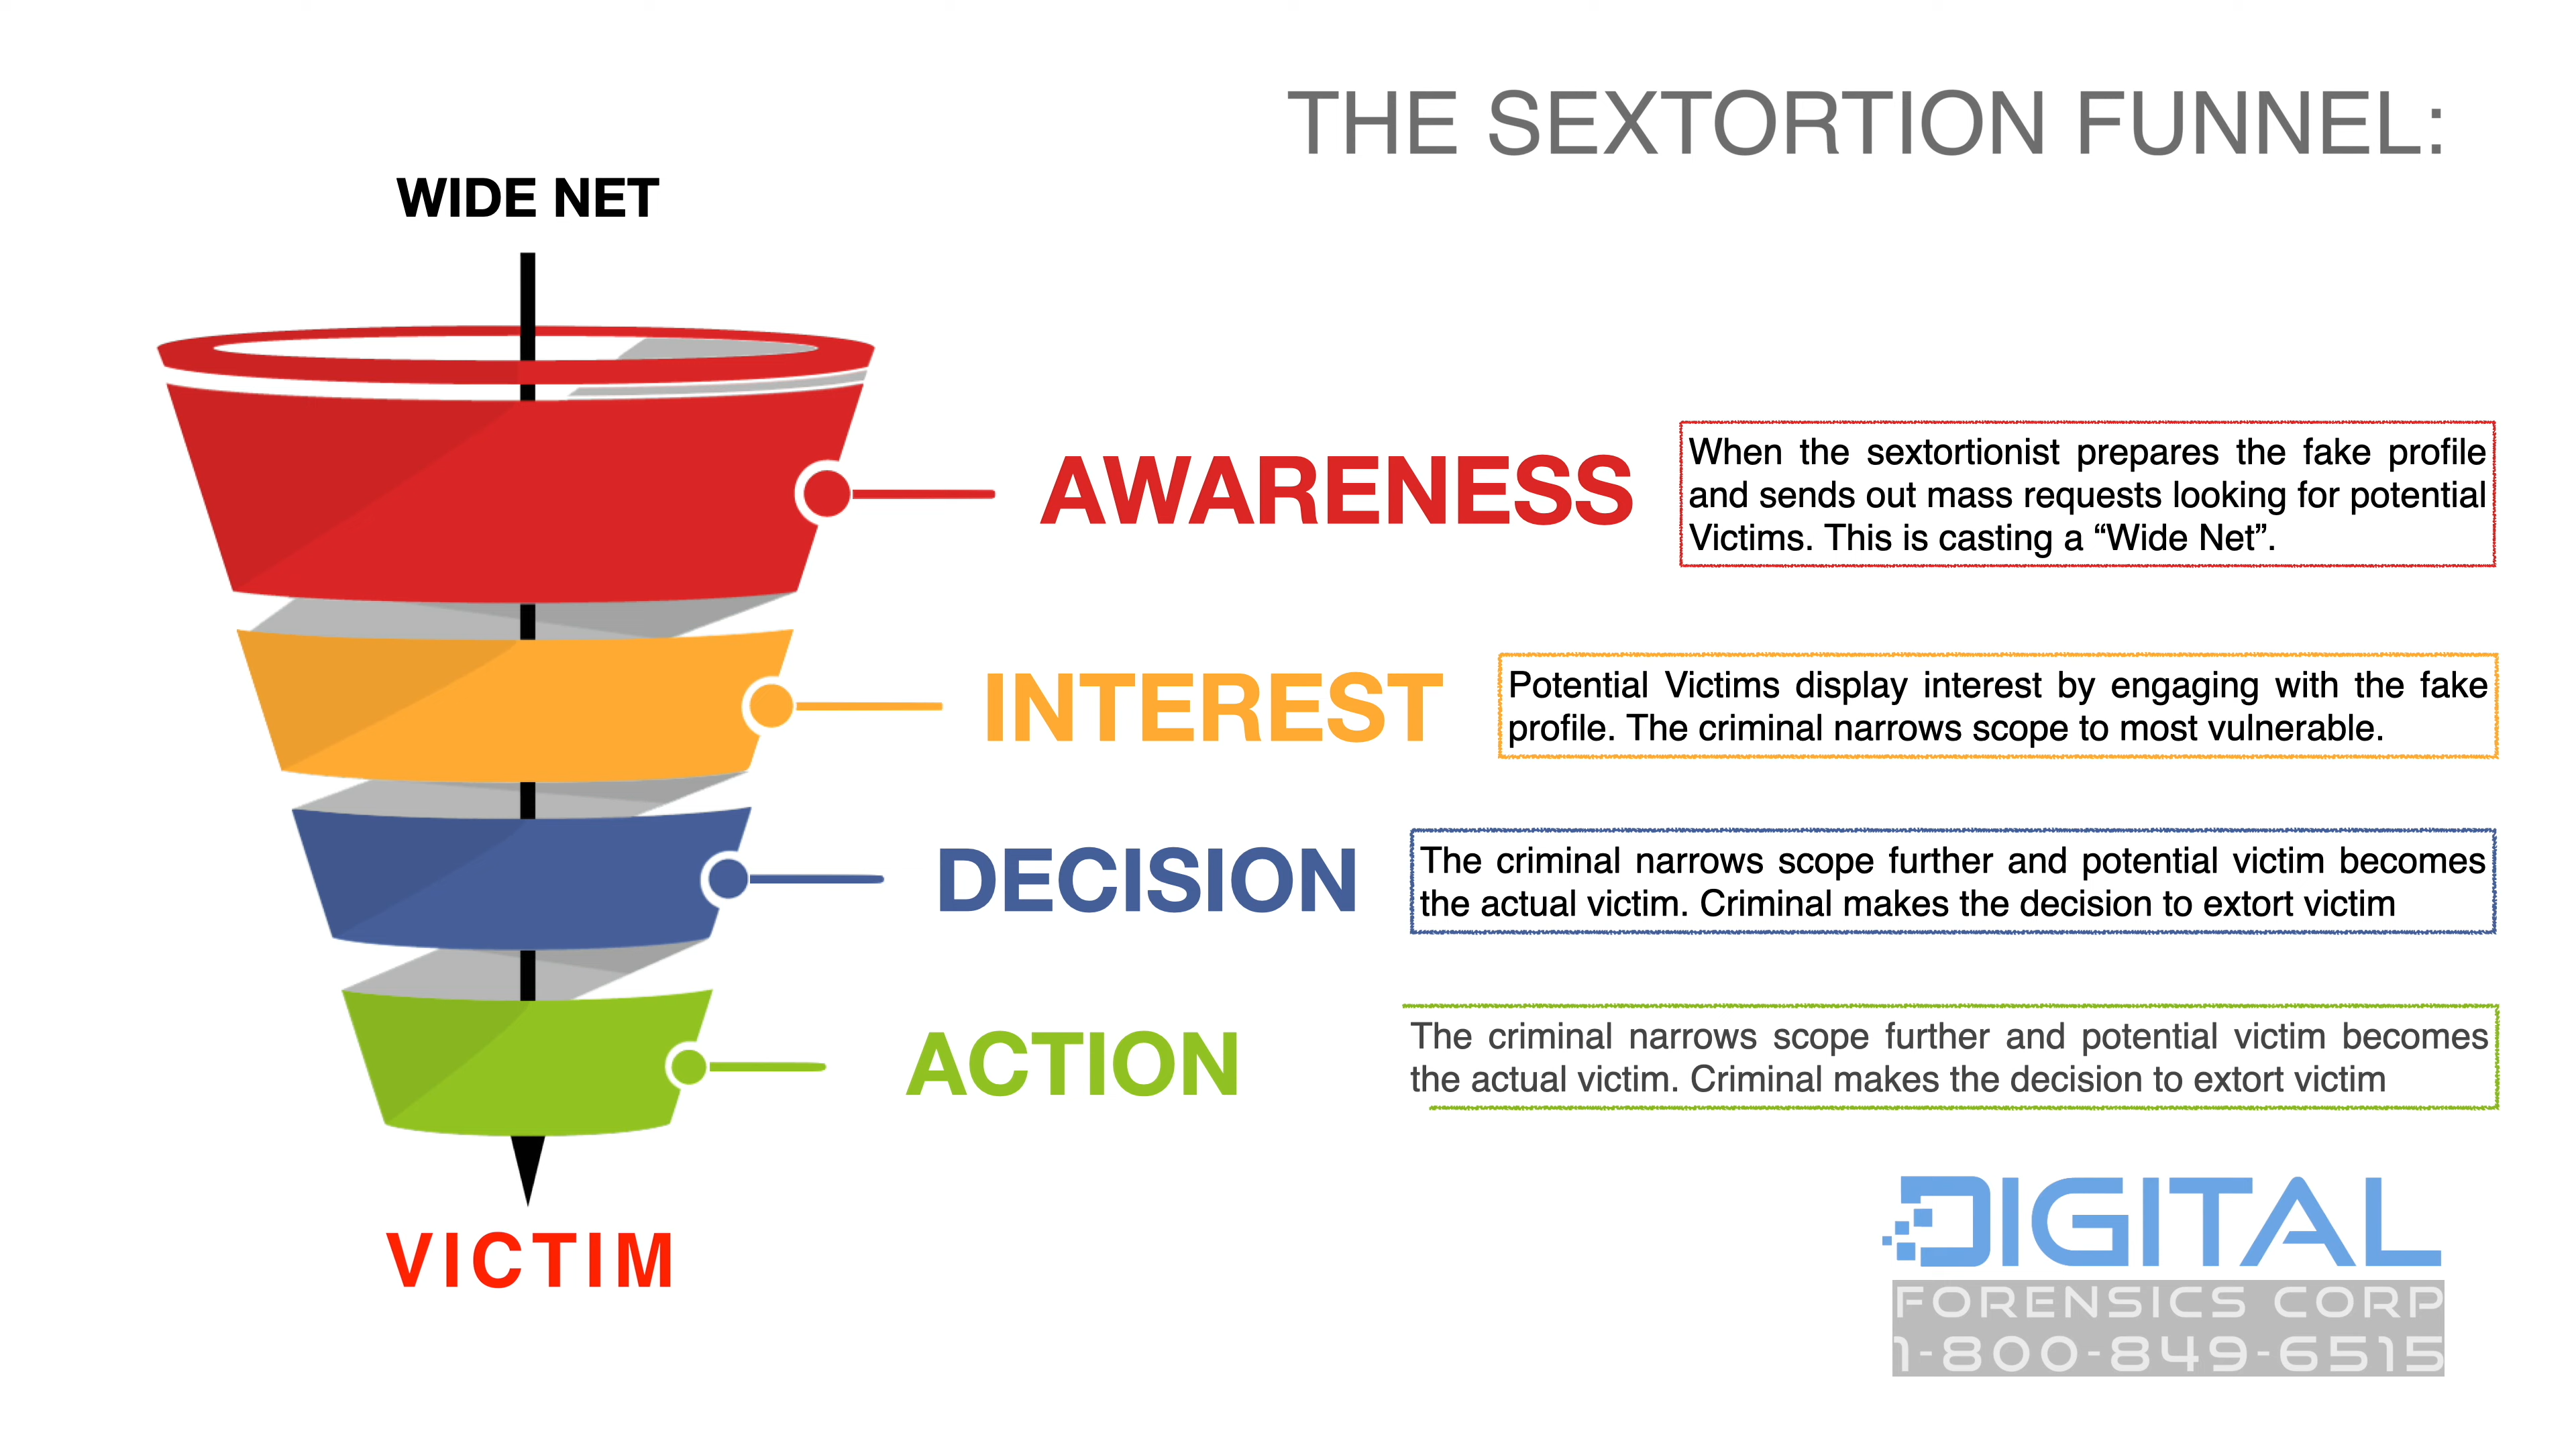 THE SEXTORTION FUNNEL:
WIDE NET
AWARENESS
When the sextortionist prepares the fake profile
and sends out mass requests looking for potential
Victims. This is casting a “Wide Net”.
INTEREST
Potential Victims display interest by engaging with the fake
profile. The criminal narrows scope to most vulnerable.
DECISION
The criminal narrows scope further and potential victim becomes
the actual victim. Criminal makes the decision to extort victim
ACTION
The criminal narrows scope further and potential victim becomes
the actual victim. Criminal makes the decision to extort victim
VICTIM
DIGITAL
FORENSICS CORP
1-800-849-6515